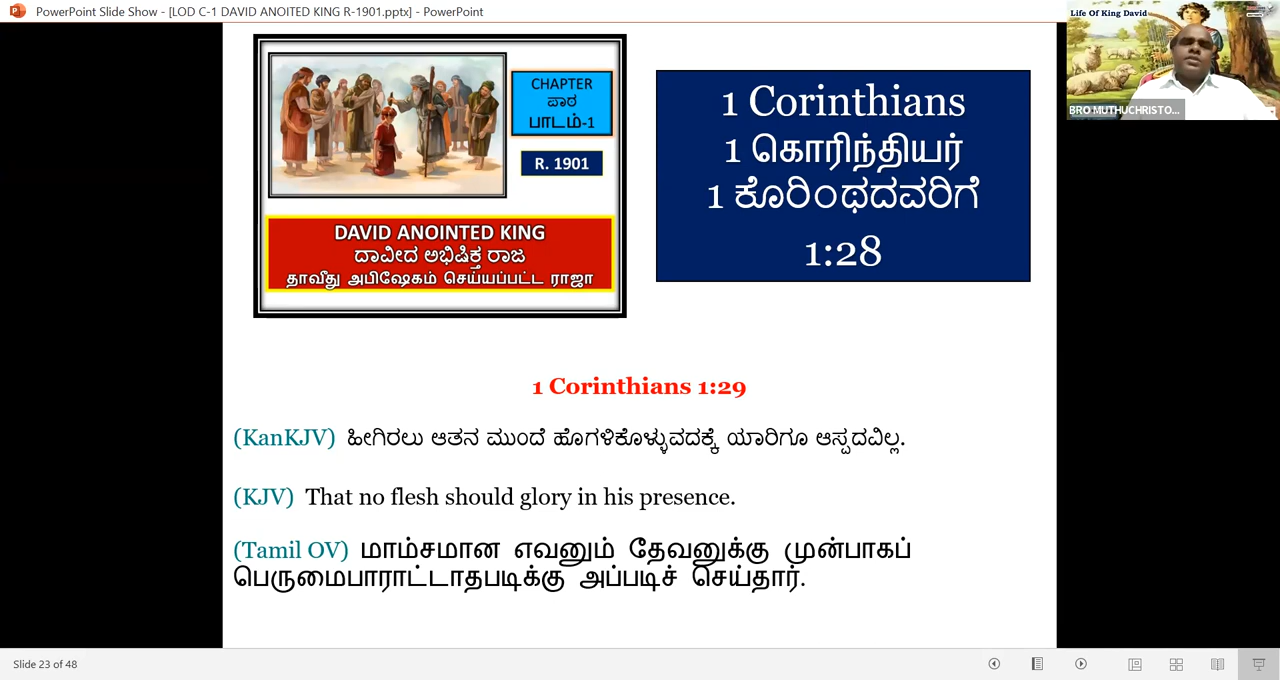 PowerPoint Slide Show - [LOD C-1 DAVID ANOITED KING R-1901.pptx] - PowerPoint
Life Of King David
BRO MUTHUCHRISTO...
CHAPTER
ಪಾಠ
பாடம்-1
R. 1901
DAVID ANOINTED KING
ದಾವೀದ ಅಭಿಷಿಕ್ತ ರಾಜ
தாவீது அபிஷேகம் செய்யப்பட்ட ராஜா
1 Corinthians
1 கொரிந்தியர்
1 ಕೊರಿಂಥದವರಿಗೆ
1:28
1 Corinthians 1:29
(KanKJV) ಹೀಗಿರಲು ಆತನ ಮುಂದೆ ಹೊಗಳಿಕೊಳ್ಳುವದಕ್ಕೆ ಯಾರಿಗೂ ಆಸ್ಪದವಿಲ್ಲ.
(KJV) That no flesh should glory in his presence.
(Tamil OV) மாம்சமான எவனும் தேவனுக்கு முன்பாகப்
பெருமைபாராட்டாதபடிக்கு அப்படிச் செய்தார்.
Slide 23 of 48